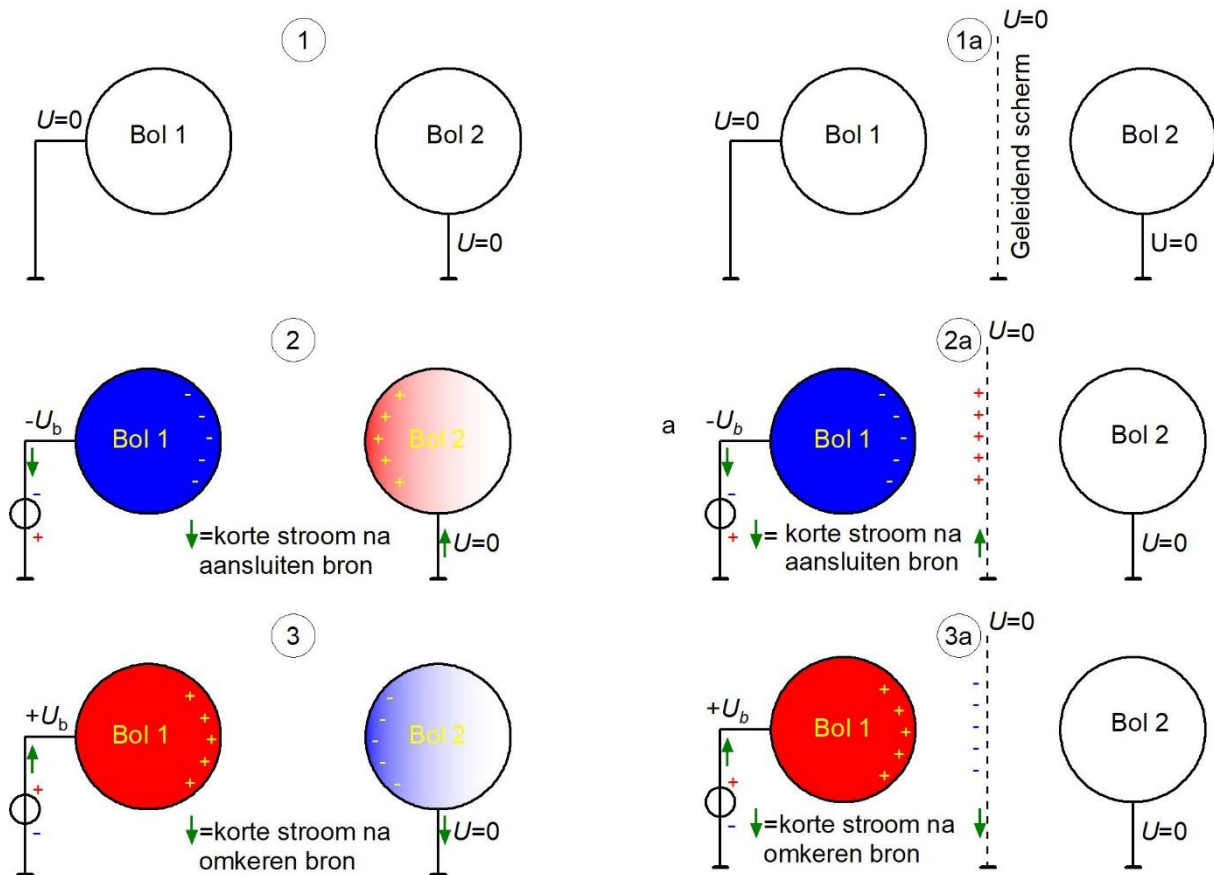 1
U=0
Bol 1
Bol 2
U=0
1a
U=0
U=0
Bol 1
Geleidend scherm
Bol 2
U=0
2
-Ub
Bol 1
- - - - -
+ + + + +
Bol 2
-
+
=korte stroom na
aansluiten bron
U=0
2a
U=0
a
-Ub
Bol 1
- - - - -
+ + + + +
Bol 2
-
+
= korte stroom na
aansluiten bron
U=0
3
+Ub
Bol 1
+ + + + +
- - - - -
Bol 2
+
-
=korte stroom na
omkeren bron
U=0
3a
U=0
+Ub
Bol 1
+ + + + +
- - - - -
Bol 2
+
-
=korte stroom na
omkeren bron
U=0